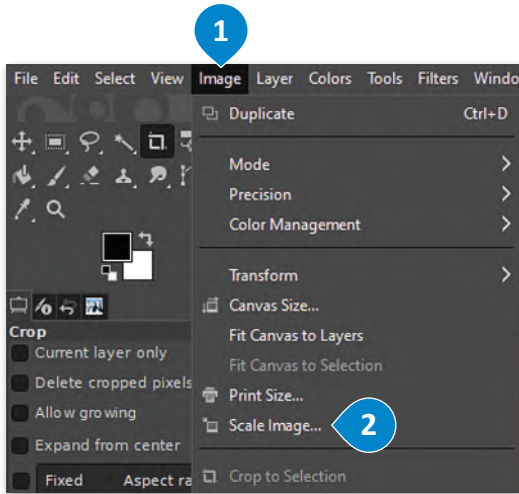 1
File Edit Select View Image Layer Colors Tools Filters Windo
Duplicate Ctrl+D
Mode
Precision
Color Management
Transform
Canvas Size...
Fit Canvas to Layers
Fit Canvas to Selection
Print Size...
Scale Image... 2
Crop to Selection
Crop
Current layer only
Delete cropped pixels
Allow growing
Expand from center
Fixed Aspect ra